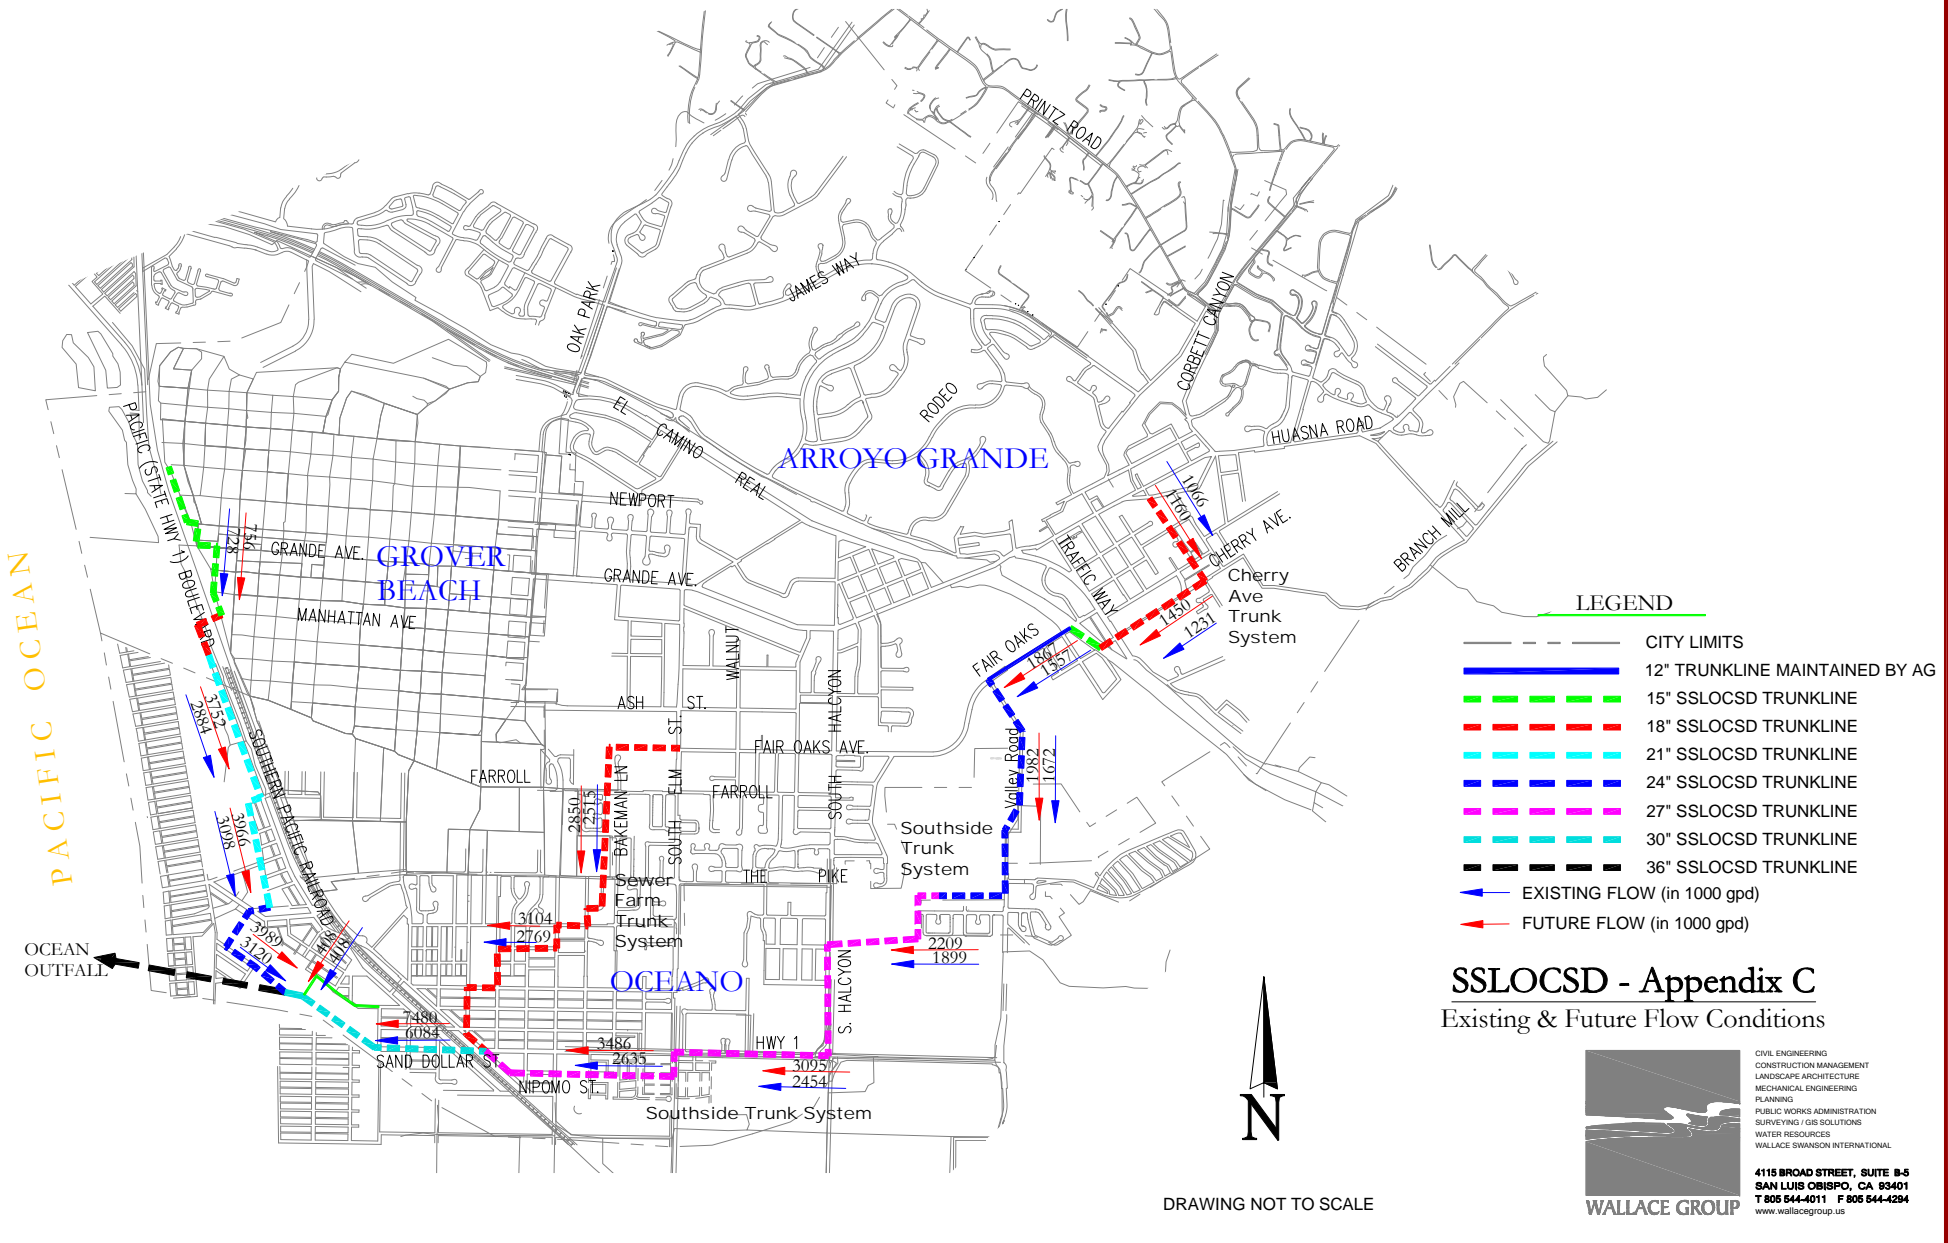 PRINTZ ROAD
OAK PARK
JAMES WAY
CORBETT CANYON
RODEO
EL
CAMINO
REAL
HUASNA ROAD
ARROYO GRANDE
BRANCH MILL
PACIFIC (STATE HWY 1) BOULEVARD
NEWPORT
1066
1160
CHERRY AVE.
TRAFFIC WAY
756
728
GRANDE AVE.
GROVER
BEACH
GRANDE AVE.
MANHATTAN AVE
Cherry
Ave
Trunk
System
1450
1231
PACIFIC OCEAN
WALNUT
FAIR OAKS
1557
ASH ST.
SOUTH HALCYON
SOUTH ELM ST.
FAIR OAKS AVE.
3752
2884
SOUTHERN PACIFIC RAILROAD
FARROLL
FARROLL
BAKEMAN LN
2850
2515
Valley Road
1982
1672
3966
3098
Southside
Trunk
System
THE PIKE
Sewer
Farm
Trunk
System
3104
2769
3989
3120
408
408
2209
1899
OCEAN
OUTFALL
OCEANO
S. HALCYON
7480
6084
3486
2635
HWY 1
3095
2454
SAND DOLLAR ST.
NIPOMO ST.
Southside Trunk System
N
DRAWING NOT TO SCALE
LEGEND
CITY LIMITS
12" TRUNKLINE MAINTAINED BY AG
15" SSLOCSD TRUNKLINE
18" SSLOCSD TRUNKLINE
21" SSLOCSD TRUNKLINE
24" SSLOCSD TRUNKLINE
27" SSLOCSD TRUNKLINE
30" SSLOCSD TRUNKLINE
36" SSLOCSD TRUNKLINE
EXISTING FLOW (in 1000 gpd)
FUTURE FLOW (in 1000 gpd)
SSLOCSD - Appendix C
Existing & Future Flow Conditions
CIVIL ENGINEERING
CONSTRUCTION MANAGEMENT
LANDSCAPE ARCHITECTURE
MECHANICAL ENGINEERING
PLANNING
PUBLIC WORKS ADMINISTRATION
SURVEYING / GIS SOLUTIONS
WATER RESOURCES
WALLACE SWANSON INTERNATIONAL
4115 BROAD STREET, SUITE B-5
SAN LUIS OBISPO, CA 93401
T 805 544-4011 F 805 544-4294
www.wallacegroup.us
WALLACE GROUP